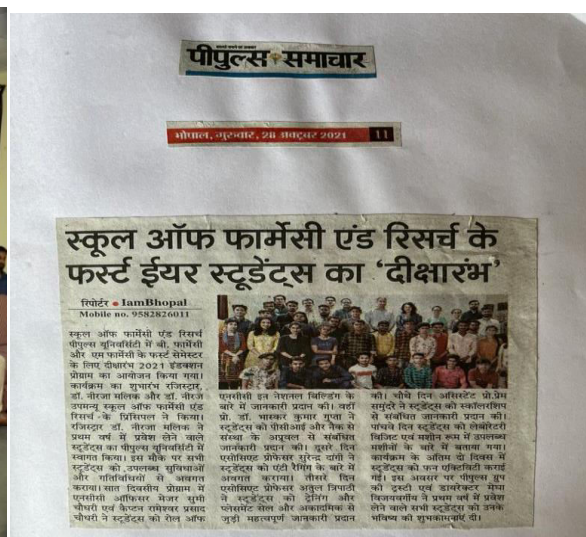 पीपुल्स समाचार
भोपाल, गुरुवार, 28 अक्टूबर 2021 11
स्कूल ऑफ फार्मेसी एंड रिसर्च के
फर्स्ट ईयर स्टूडेंट्स का 'दीक्षारंभ'
रिपोर्टर ● IamBhopal
Mobile no. 9582826011
स्कूल ऑफ फार्मेसी एंड रिसर्च
पीपुल्स यूनिवर्सिटी में बी. फार्मेसी
और एम फार्मेसी के फर्स्ट सेमेस्टर
के लिए दीक्षारंभ 2021 इंडक्शन
प्रोग्राम का आयोजन किया गया।
कार्यक्रम का शुभारंभ रजिस्ट्रार,
डॉ. नीरजा मलिक और डॉ. नीरज
उपमन्यु स्कूल ऑफ फार्मेसी एंड
रिसर्च के प्रिंसिपल ने किया।
रजिस्ट्रार डॉ. नीरजा मलिक ने
प्रथम वर्ष में प्रवेश लेने वाले
स्टूडेंट्स का पीपुल्स यूनिवर्सिटी में
स्वागत किया। इस मौके पर सभी
स्टूडेंट्स को उपलब्ध सुविधाओं
और गतिविधियों से अवगत
कराया। सात दिवसीय प्रोग्राम में
एनसीसी ऑफिसर मेजर सुमी
चौधरी एवं कैप्टन रामेश्वर प्रसाद
चौधरी ने स्टूडेंट्स को रोल ऑफ
एनसीसी इन नेशनल बिल्डिंग के
बारे में जानकारी प्रदान की। वहीं
प्रो. डॉ. भास्कर कुमार गुप्ता ने
स्टूडेंट्स को पीसीआई और नैक से
संस्था के अप्रूवल से संबंधित
जानकारी प्रदान की। दूसरे दिन
एसोसिएट प्रोफेसर सुरेन्द्र दांगी ने
स्टूडेंट्स को एंटी रैगिंग के बारे में
अवगत कराया। तीसरे दिन
एसोसिएट प्रोफेसर अतुल त्रिपाठी
ने स्टूडेंट्स को ट्रेनिंग और
प्लेसमेंट सेल और अकादमिक से
जुड़ी महत्वपूर्ण जानकारी प्रदान
की। चौथे दिन असिस्टेंट प्रो.प्रेम
समुंदरे ने स्टूडेंट्स को स्कॉलरशिप
से संबंधित जानकारी प्रदान की।
पांचवे दिन स्टूडेंट्स को लेबोरेटरी
विजिट एवं मशीन रूम में उपलब्ध
मशीनों के बारे में बताया गया।
कार्यक्रम के अंतिम दो दिवस में
स्टूडेंट्स को फन एक्टिविटी कराई
गई। इस अवसर पर पीपुल्स ग्रुप
की ट्रस्टी एवं डायरेक्टर मेघा
विजयवर्गीय ने प्रथम वर्ष में प्रवेश
लेने वाले सभी स्टूडेंट्स को उनके
भविष्य की शुभकामनाएं दी।